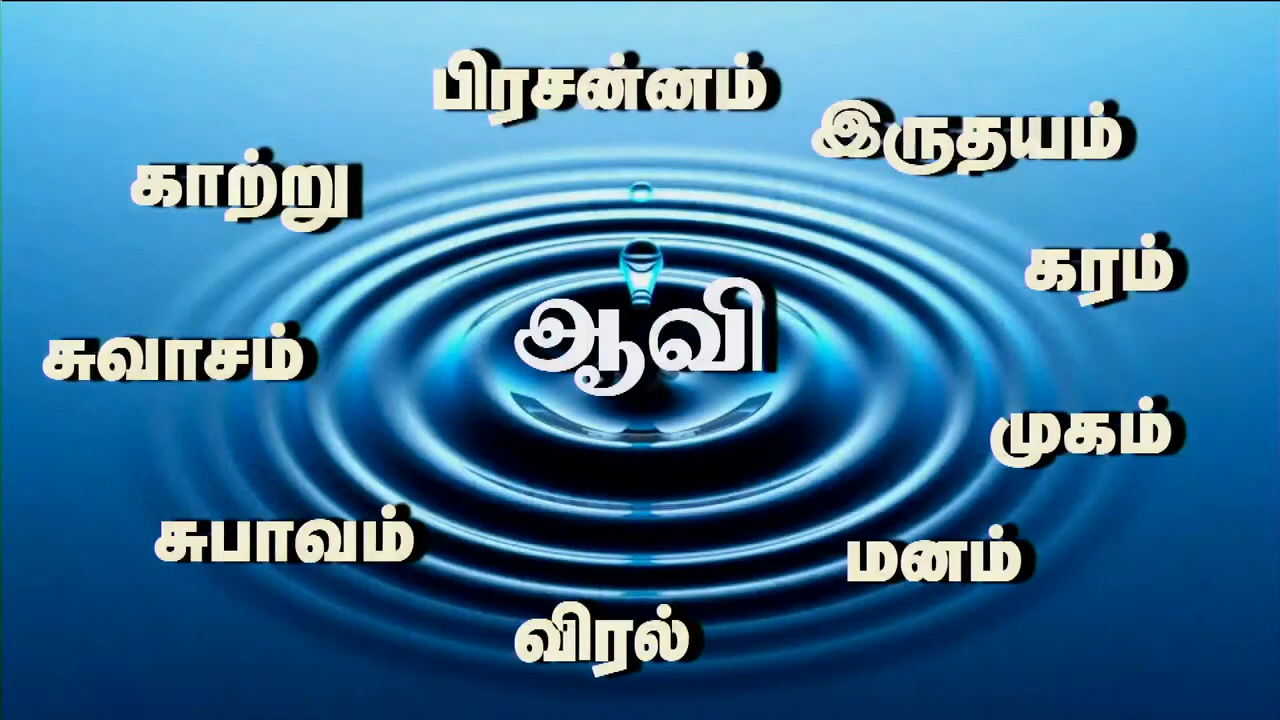 பிரசன்னம்
இருதயம்
காற்று
கரம்
ஆவி
சுவாசம்
முகம்
சுபாவம்
மனம்
விரல்